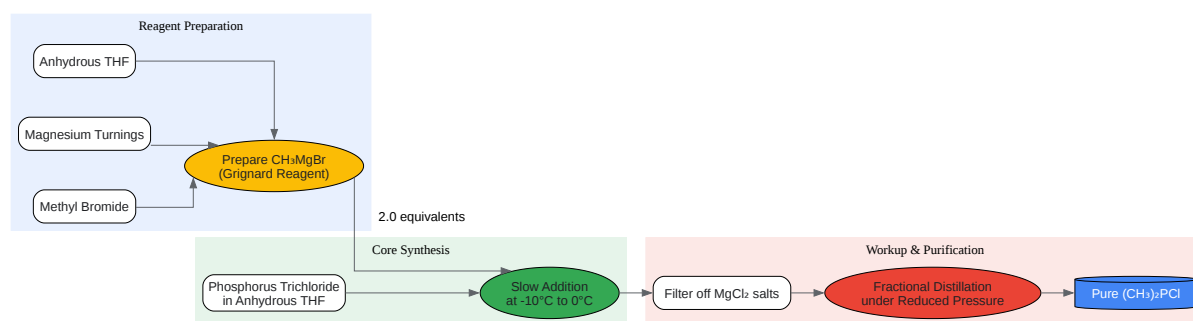 Reagent Preparation
Anhydrous THF
Magnesium Turnings
Prepare CH₃MgBr
(Grignard Reagent)
Methyl Bromide
2.0 equivalents
Core Synthesis
Phosphorus Trichloride
in Anhydrous THF
Slow Addition
at -10°C to 0°C
Workup & Purification
Filter off MgCl₂ salts
Fractional Distillation
under Reduced Pressure
Pure (CH₃)₂PCl